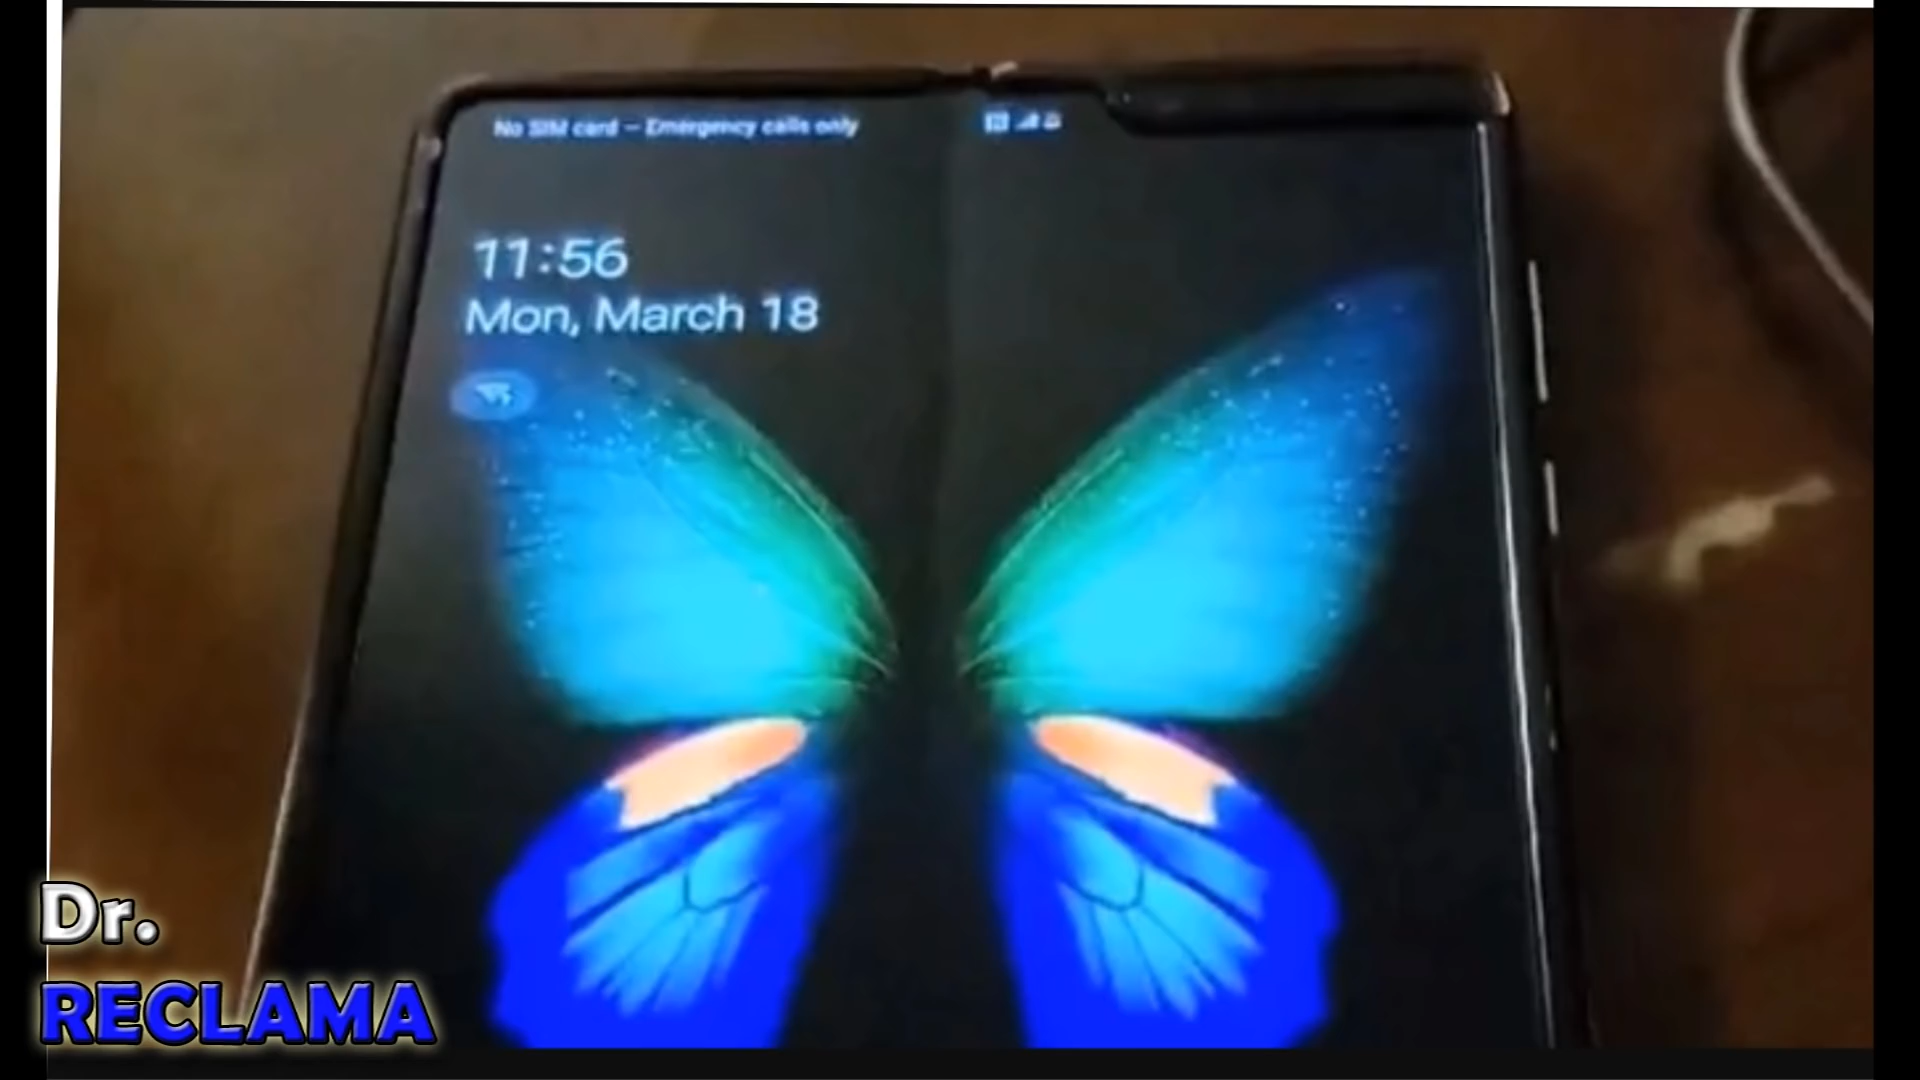 No SIM card – Emergency calls only
11:56
Mon, March 18
Dr.
RECLAMA